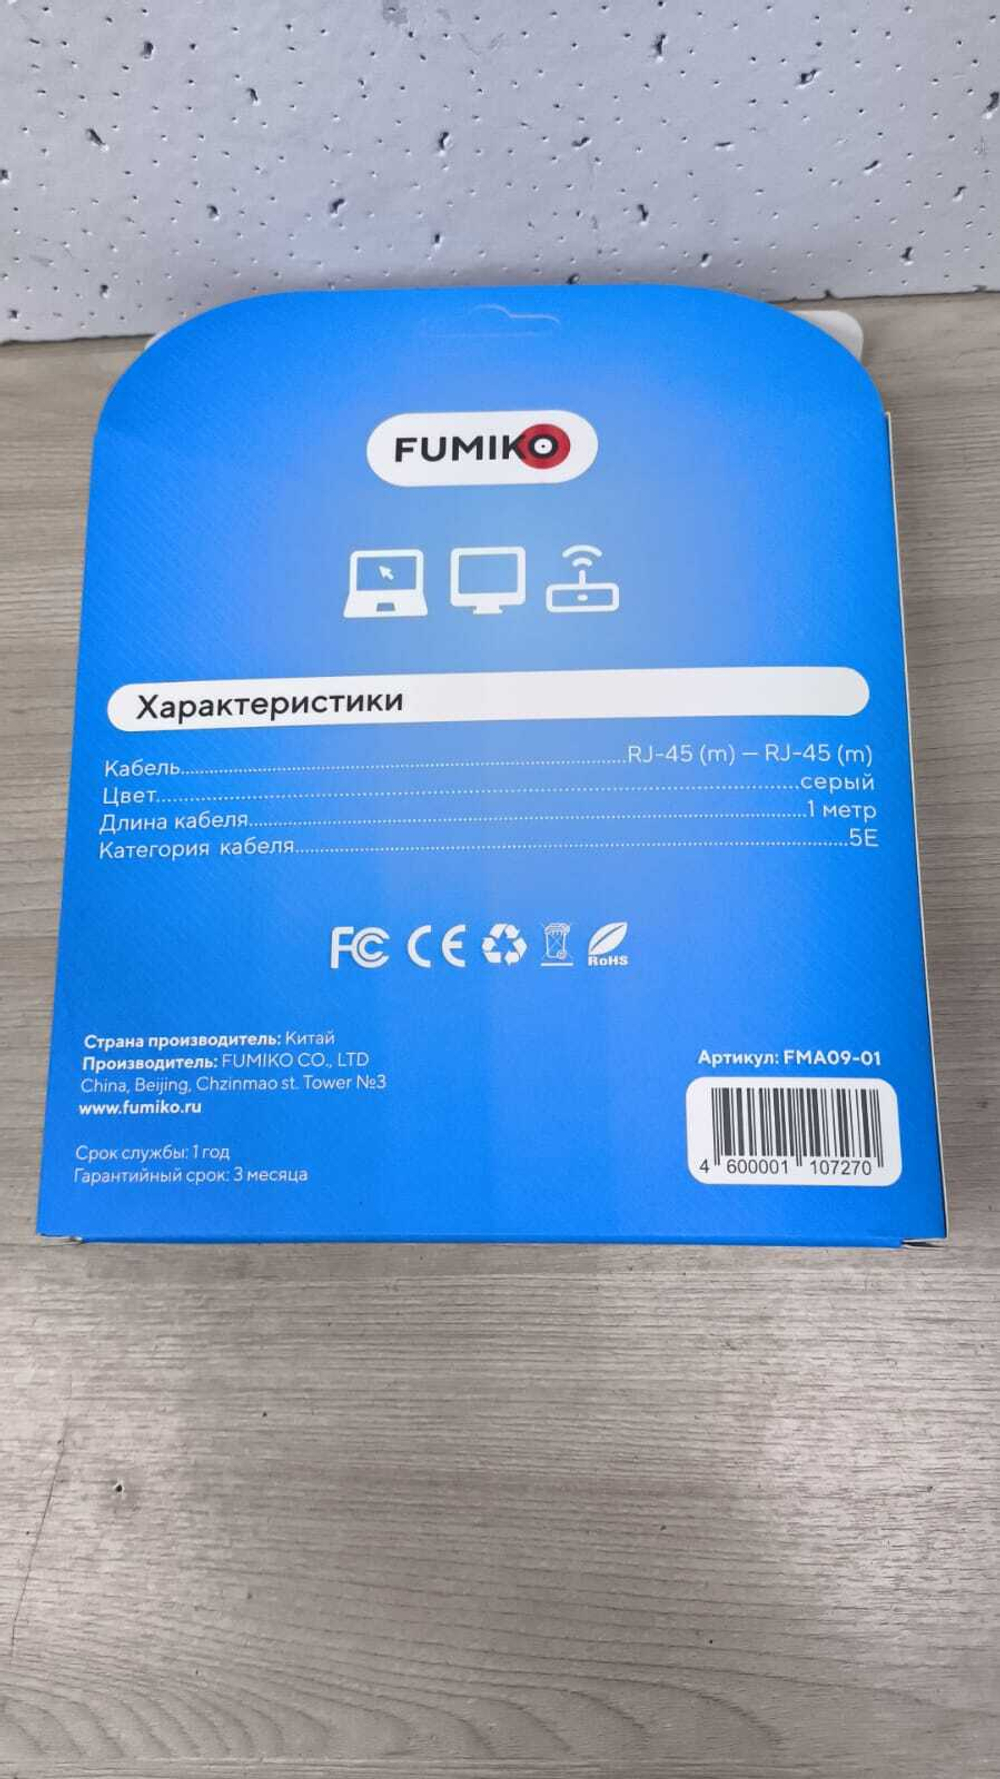 FUMIKO
Характеристики
Кабель........RJ-45 (m) — RJ-45 (m)
Цвет........серый
Длина кабеля........1 метр
Категория кабеля........5E
FC CE RoHS
Страна производитель: Китай
Производитель: FUMIKO CO., LTD
China, Beijing, Chzinmao st. Tower №3
www.fumiko.ru
Срок службы: 1 год
Гарантийный срок: 3 месяца
Артикул: FMA09-01
4 600001 107270